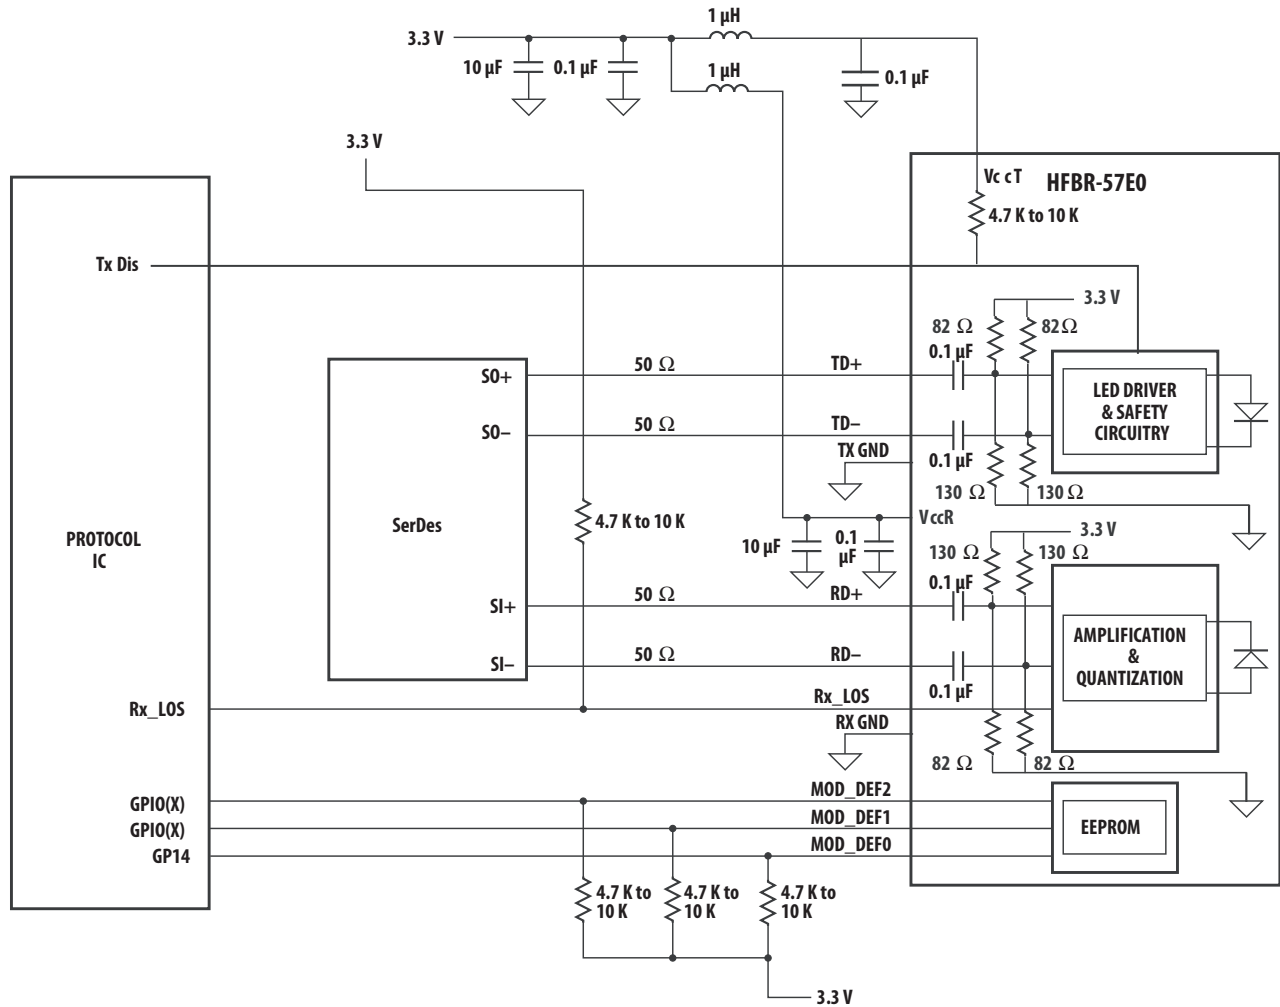 1 µH
3.3 V
10 µF
0.1 µF
1 µH
0.1 µF
3.3 V
Vc c T
HFBR-57E0
4.7 K to 10 K
Tx Dis
3.3 V
82 Ω
82Ω
0.1 µF
SO+
50 Ω
TD+
LED DRIVER
& SAFETY
CIRCUITRY
SO–
50 Ω
TD–
TX GND
0.1 µF
130 Ω
130 Ω
PROTOCOL
IC
SerDes
4.7 K to 10 K
VccR
10 µF
0.1
µF
3.3 V
130 Ω
130 Ω
0.1 µF
SI+
50 Ω
RD+
AMPLIFICATION
&
QUANTIZATION
SI–
50 Ω
RD–
0.1 µF
Rx_LOS
Rx_LOS
RX GND
82 Ω
82 Ω
GPIO(X)
MOD_DEF2
GPIO(X)
MOD_DEF1
EEPROM
GP14
MOD_DEF0
4.7 K to
10 K
4.7 K to
10 K
4.7 K to
10 K
3.3 V